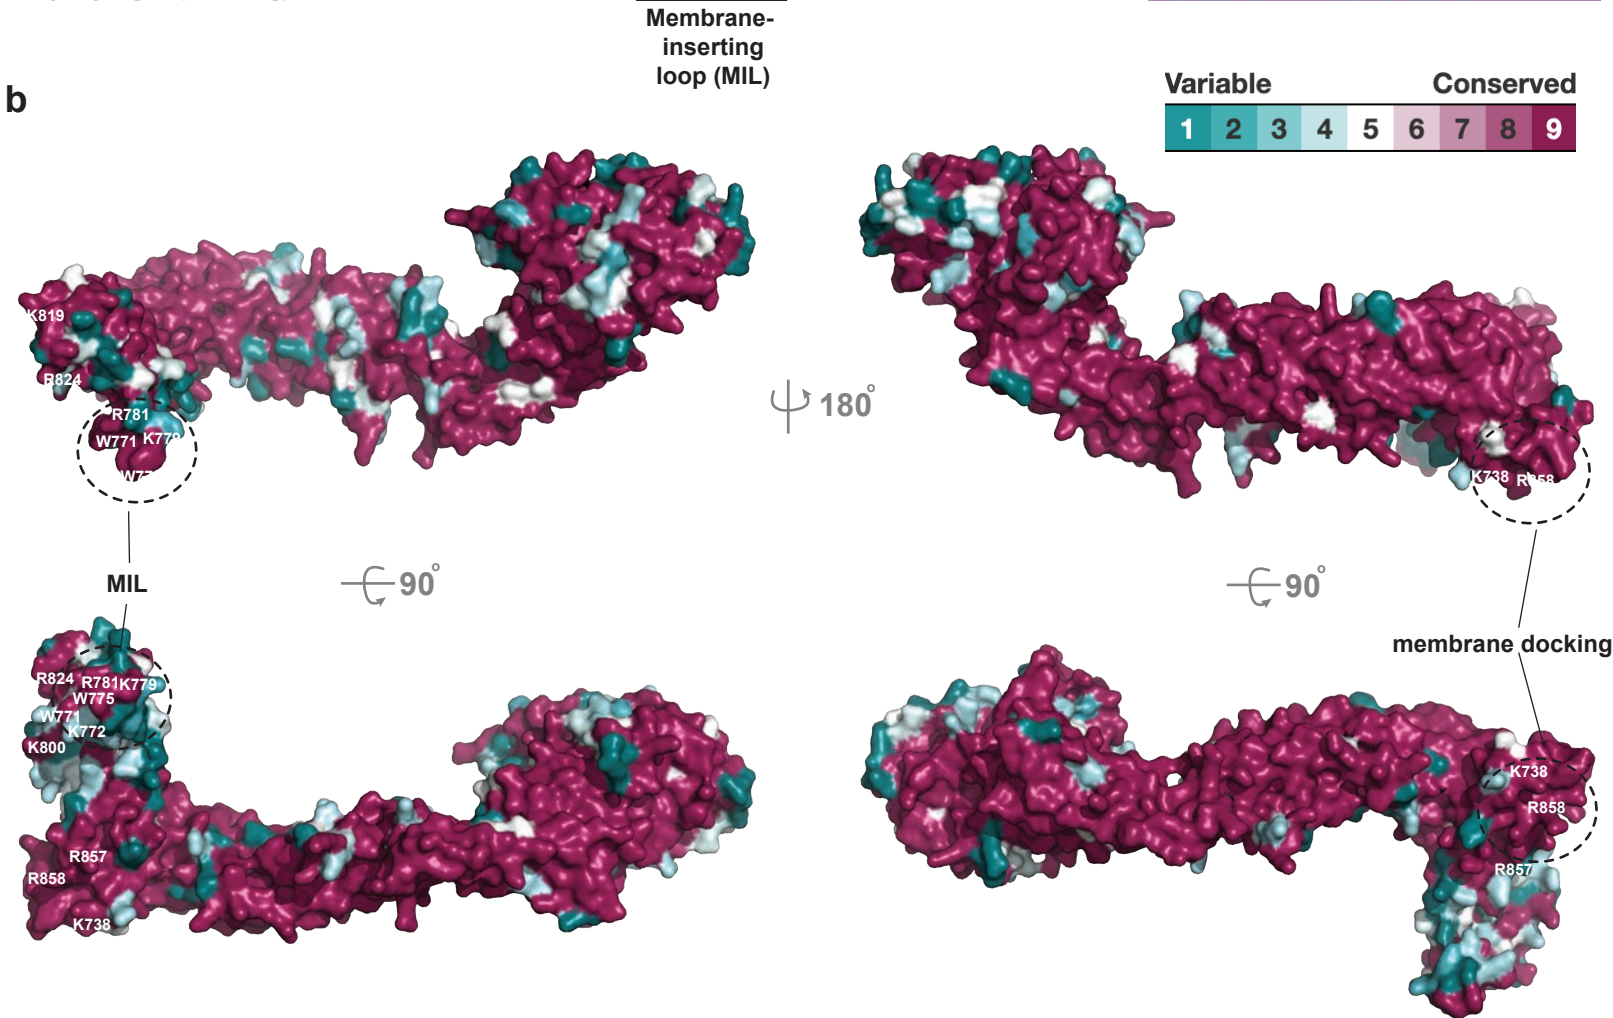 Membrane-
inserting
loop (MIL)
b
Variable Conserved
1 2 3 4 5 6 7 8 9
K819
R824
R781
W771 K779
180°
K738 R858
MIL
90°
90°
membrane docking
R824 R781 K779
W775
W771
K772
K800
R857
R858
K738
K738
R858
R857